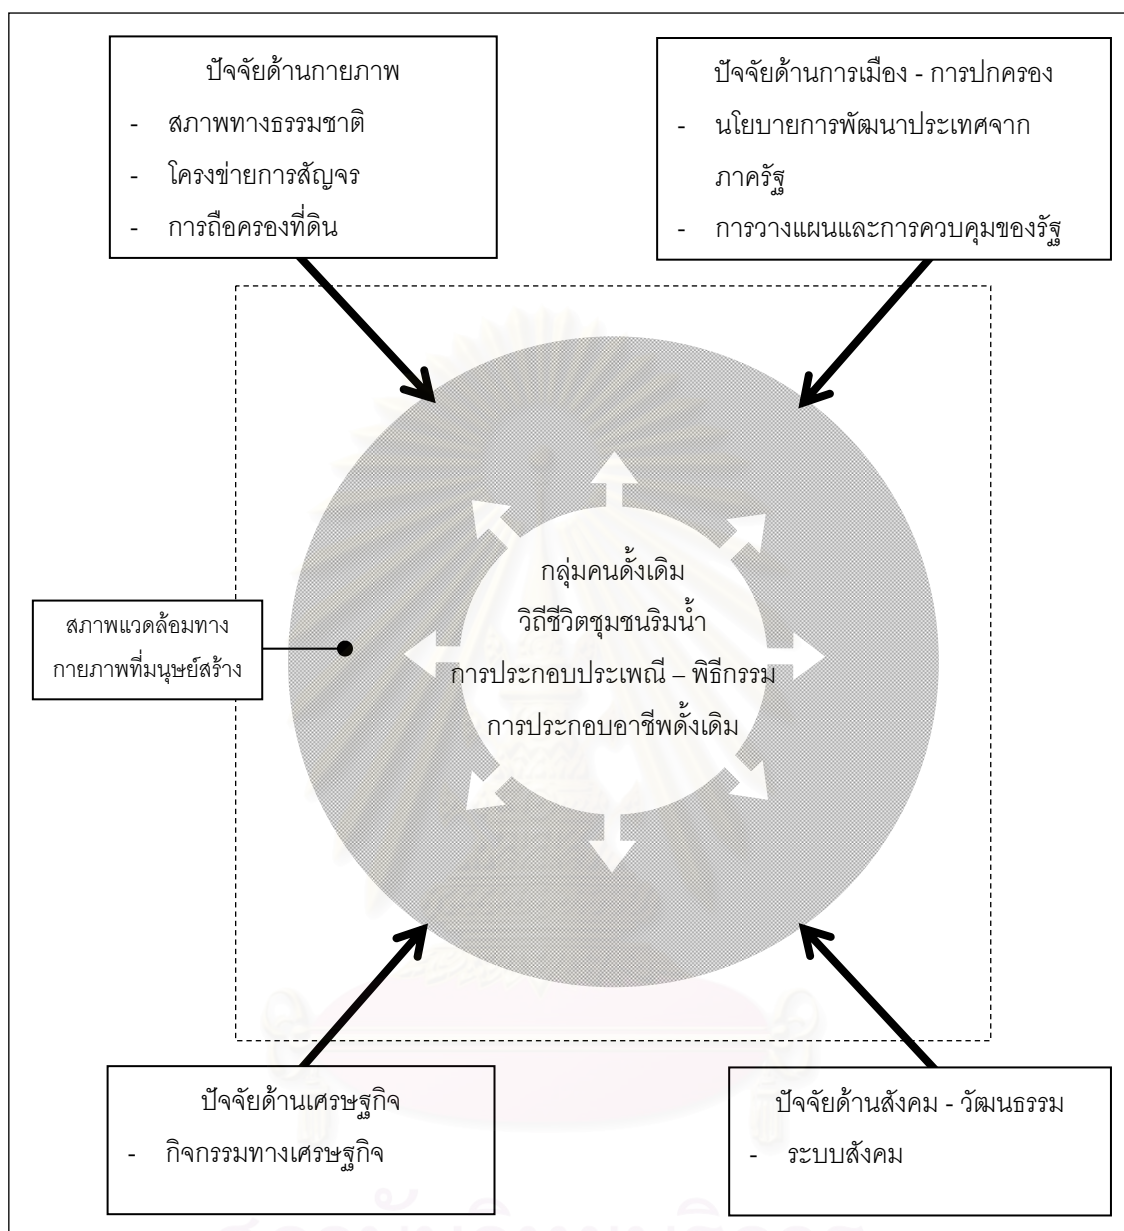 ปัจจัยด้านกายภาพ
- สภาพทางธรรมชาติ
- โครงข่ายการสัญจร
- การถือครองที่ดิน
ปัจจัยด้านการเมือง - การปกครอง
- นโยบายการพัฒนาประเทศจาก
ภาครัฐ
- การวางแผนและการควบคุมของรัฐ
กลุ่มคนดั้งเดิม
วิถีชีวิตชุมชนริมน้ำ
การประกอบประเพณี – พิธีกรรม
การประกอบอาชีพดั้งเดิม
สภาพแวดล้อมทาง
กายภาพที่มนุษย์สร้าง
ปัจจัยด้านเศรษฐกิจ
- กิจกรรมทางเศรษฐกิจ
ปัจจัยด้านสังคม - วัฒนธรรม
- ระบบสังคม